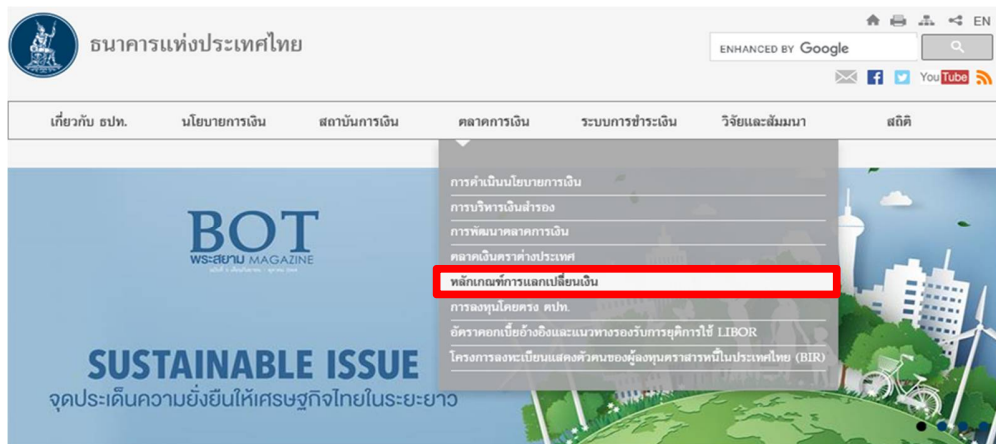 EN
ธนาคารแห่งประเทศไทย
ENHANCED BY Google
You Tube
เกี่ยวกับ ธปท. นโยบายการเงิน สถาบันการเงิน ตลาดการเงิน ระบบการชำระเงิน วิจัยและสัมมนา สถิติ
การดำเนินนโยบายการเงิน
การบริหารเงินสำรอง
การพัฒนาตลาดการเงิน
ตลาดเงินตราต่างประเทศ
หลักเกณฑ์การแลกเปลี่ยนเงิน
การลงทุนโดยตรง ตปท.
อัตราดอกเบี้ยอ้างอิงและแนวทางรองรับการยุติการใช้ LIBOR
โครงการลงทะเบียนแสดงตัวตนของผู้ลงทุนตราสารหนี้ในประเทศไทย (BIR)
BOT
พระสยาม MAGAZINE
SUSTAINABLE ISSUE
จุดประเด็นความยั่งยืนให้เศรษฐกิจไทยในระยะยาว